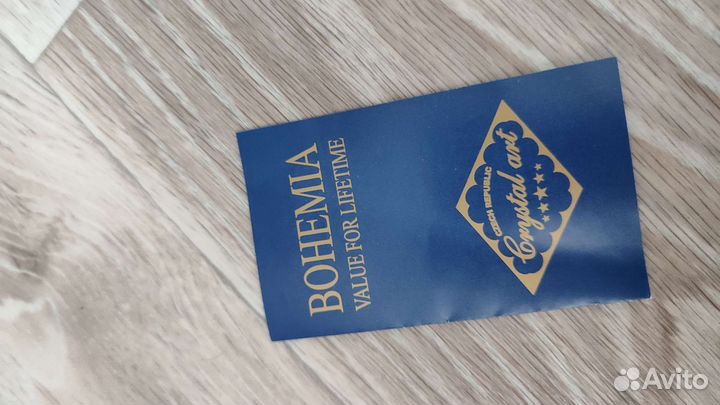 BOHEMIA
VALUE FOR LIFETIME
CZECH REPUBLIC
Crystal art
Avito